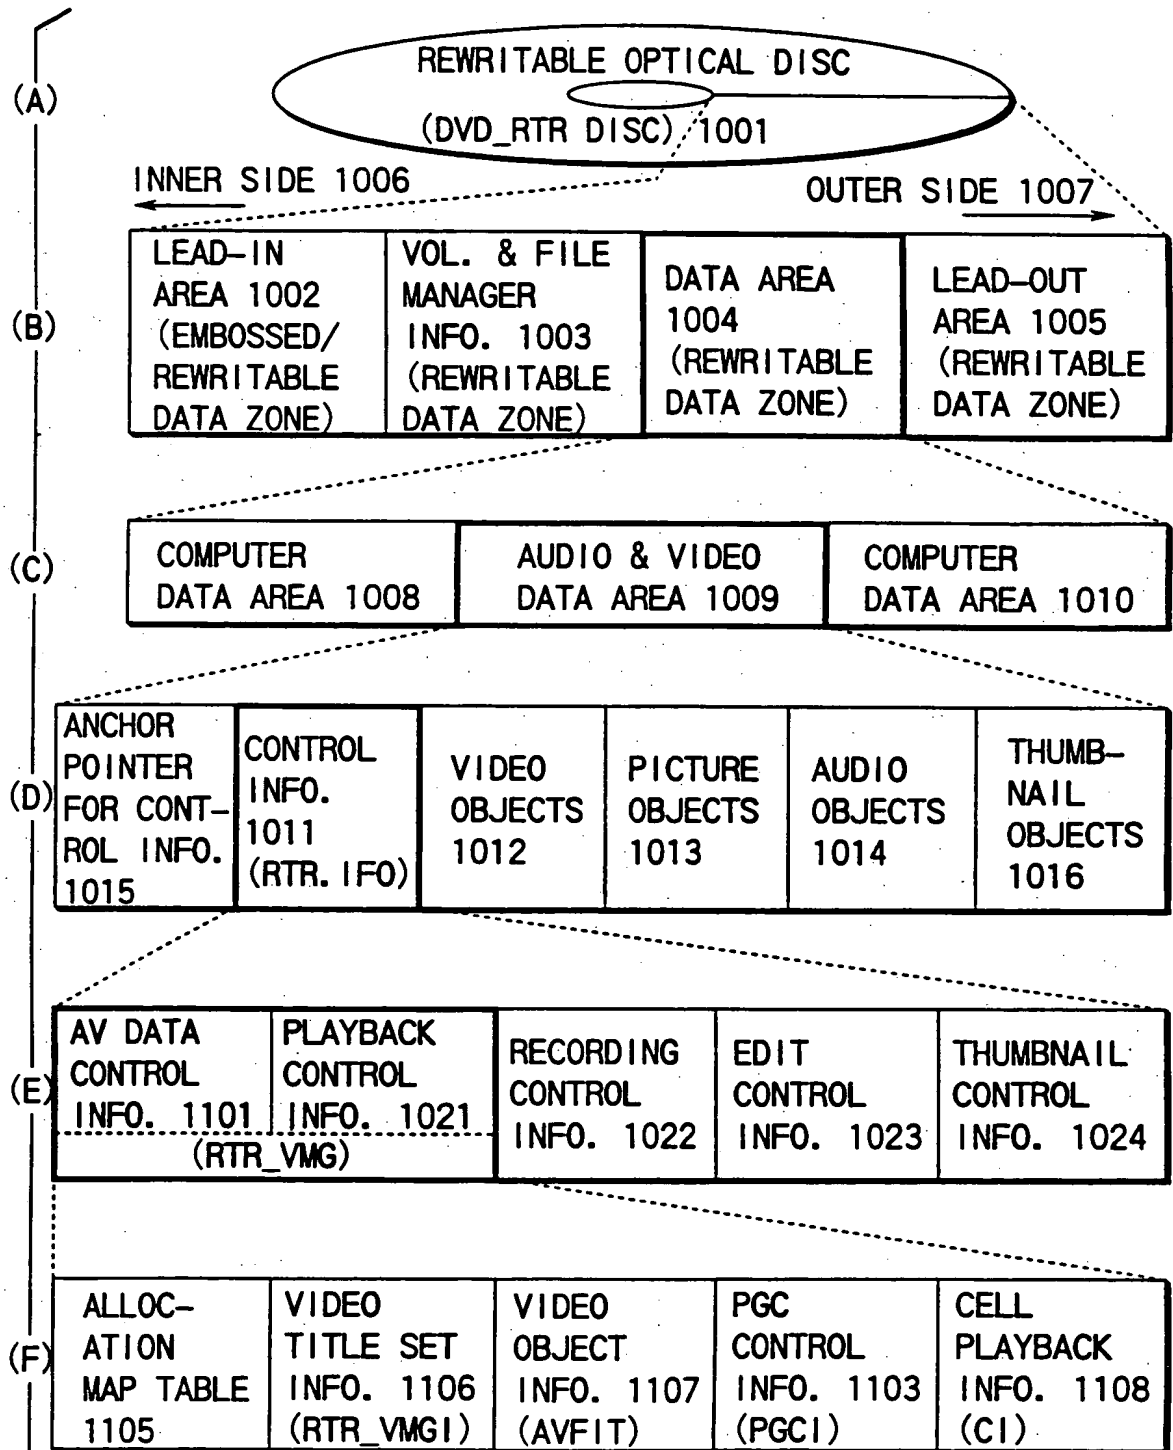 (A)
REWRITABLE OPTICAL DISC
(DVD_RTR DISC) 1001
INNER SIDE 1006
OUTER SIDE 1007
(B)
LEAD-IN
AREA 1002
(EMBOSSED/
REWRITABLE
DATA ZONE)
VOL. & FILE
MANAGER
INFO. 1003
(REWRITABLE
DATA ZONE)
DATA AREA
1004
(REWRITABLE
DATA ZONE)
LEAD-OUT
AREA 1005
(REWRITABLE
DATA ZONE)
(C)
COMPUTER
DATA AREA 1008
AUDIO & VIDEO
DATA AREA 1009
COMPUTER
DATA AREA 1010
(D)
ANCHOR
POINTER
FOR CONT-
ROL INFO.
1015
CONTROL
INFO.
1011
(RTR.IFO)
VIDEO
OBJECTS
1012
PICTURE
OBJECTS
1013
AUDIO
OBJECTS
1014
THUMB-
NAIL
OBJECTS
1016
(E)
AV DATA
CONTROL
INFO. 1101
PLAYBACK
CONTROL
INFO. 1021
(RTR_VMG)
RECORDING
CONTROL
INFO. 1022
EDIT
CONTROL
INFO. 1023
THUMBNAIL
CONTROL
INFO. 1024
(F)
ALLOC-
ATION
MAP TABLE
1105
VIDEO
TITLE SET
INFO. 1106
(RTR_VMGI)
VIDEO
OBJECT
INFO. 1107
(AVFIT)
PGC
CONTROL
INFO. 1103
(PGCI)
CELL
PLAYBACK
INFO. 1108
(CI)